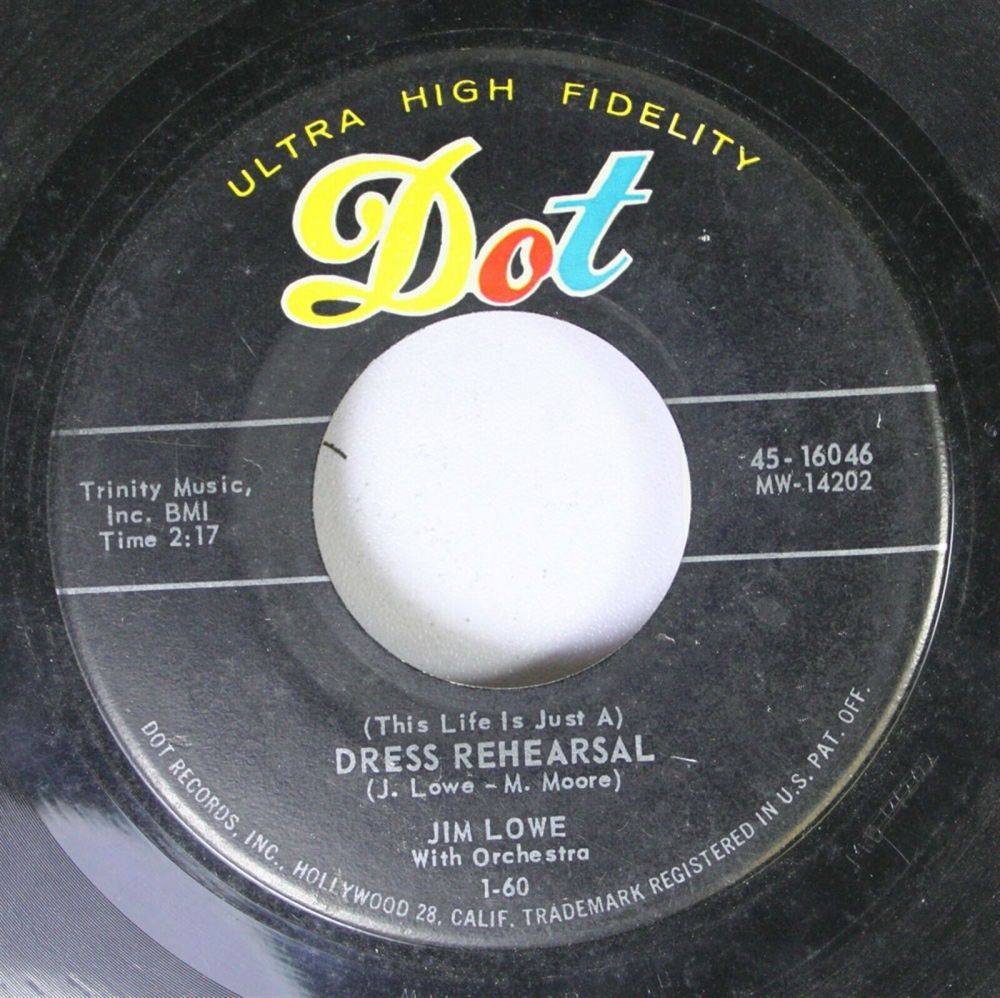 ULTRA HIGH FIDELITY
Dot
Trinity Music,
Inc. BMI
Time 2:17
45-16046
MW-14202
(This Life Is Just A)
DRESS REHEARSAL
(J. Lowe - M. Moore)
JIM LOWE
With Orchestra
1-60
DOT RECORDS, INC., HOLLYWOOD 28, CALIF. TRADEMARK REGISTERED IN U.S. PAT. OFF.